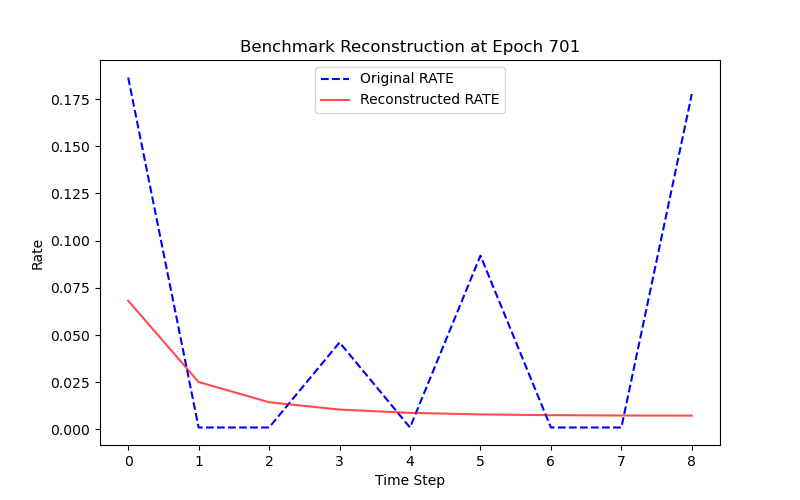 Benchmark Reconstruction at Epoch 701
Original RATE
Reconstructed RATE
0.175
0.150
0.125
0.100
0.075
0.050
0.025
0.000
Rate
0 1 2 3 4 5 6 7 8
Time Step